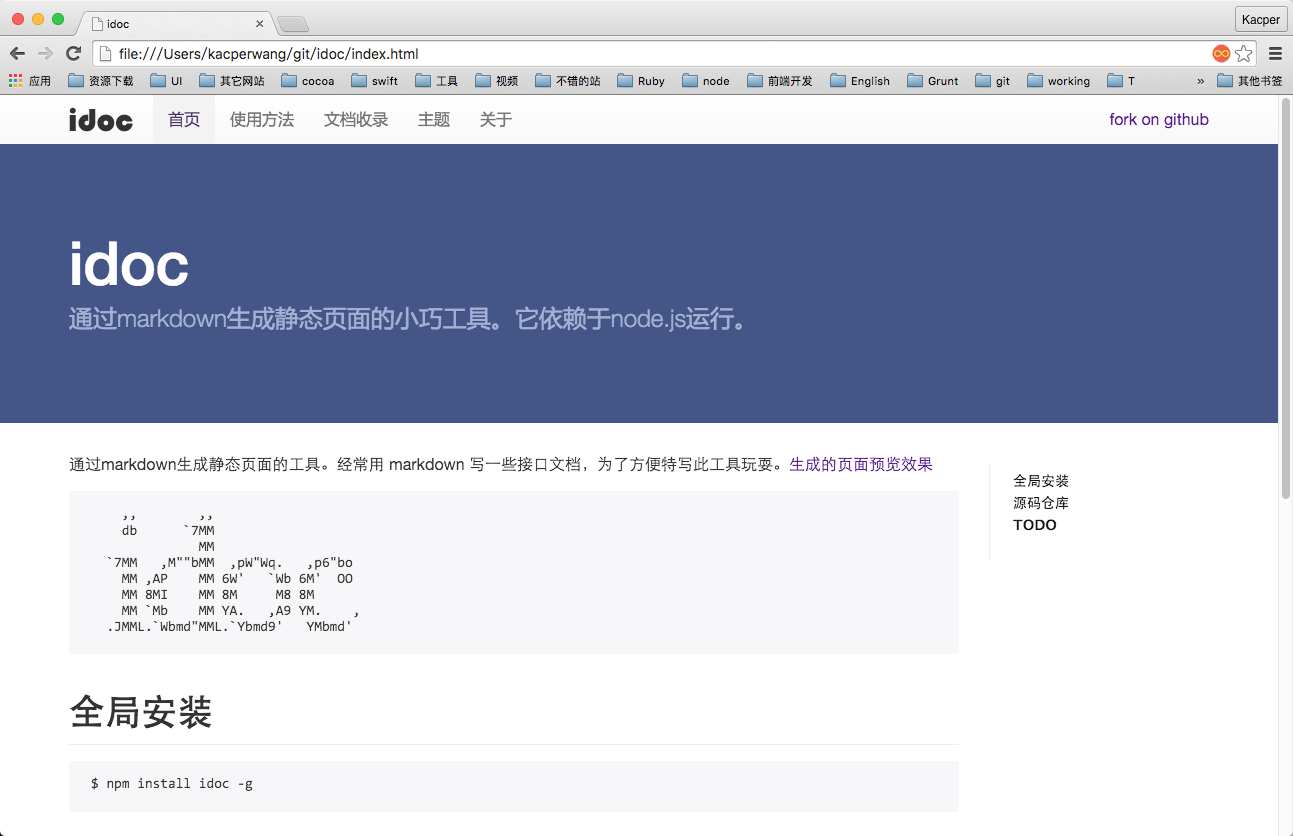 idoc
Kacper
file:///Users/kacperwang/git/idoc/index.html
应用 资源下载 UI 其它网站 cocoa swift 工具 视频 不错的站 Ruby node 前端开发 English Grunt git working T » 其他书签
idoc 首页 使用方法 文档收录 主题 关于 fork on github
idoc
通过markdown生成静态页面的小巧工具。它依赖于node.js运行。
通过markdown生成静态页面的工具。经常用 markdown 写一些接口文档，为了方便特写此工具玩耍。生成的页面预览效果
    ,,        ,,
  db      `7MM
            MM
`7MM   ,M""bMM  ,pW"Wq.   ,p6"bo
  MM ,AP    MM 6W'   `Wb 6M'  OO
  MM 8MI    MM 8M     M8 8M
  MM `Mb    MM YA.   ,A9 YM.    ,
.JMML.`Wbmd"MML.`Ybmd9'   YMbmd'
全局安装
源码仓库
TODO
全局安装
$ npm install idoc -g